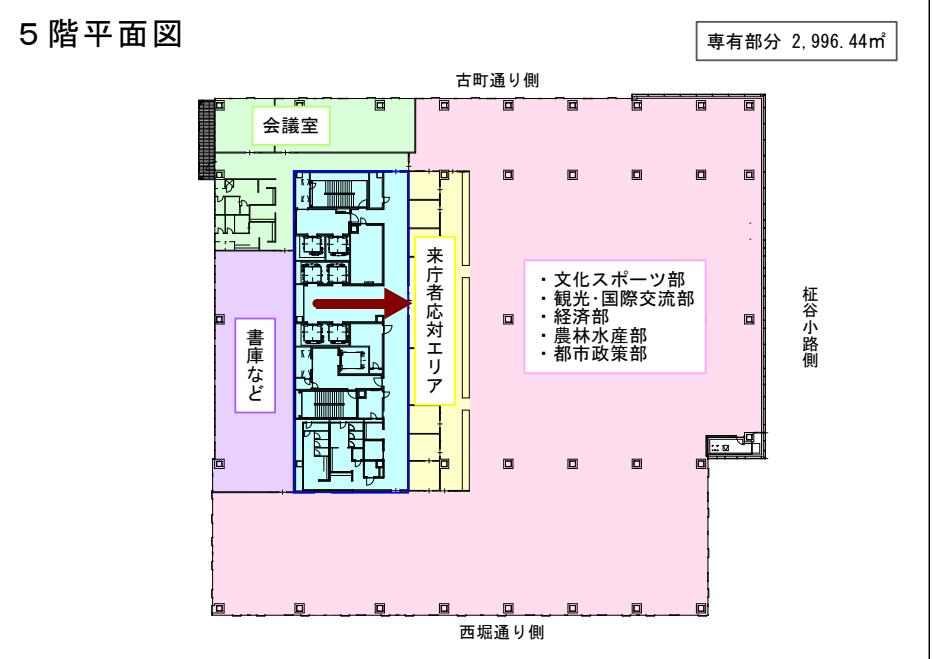 ５階平面図
専有部分 2,996.44㎡
古町通り側
会議室
来庁者応対エリア
・文化スポーツ部
・観光・国際交流部
・経済部
・農林水産部
・都市政策部
柾谷小路側
書庫など
西堀通り側